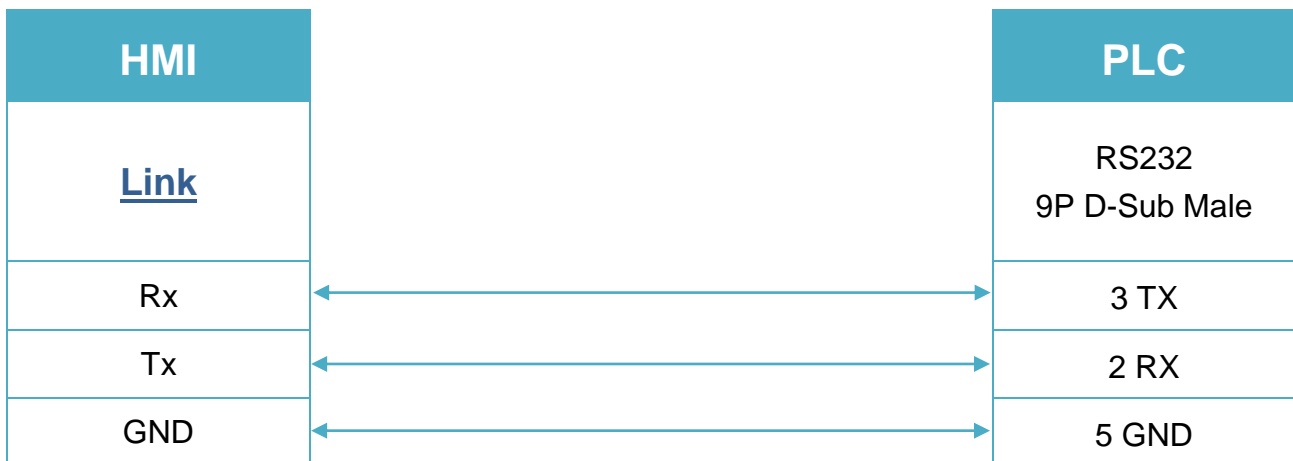 HMI
PLC
Link
RS232
9P D-Sub Male
Rx
3 TX
Tx
2 RX
GND
5 GND